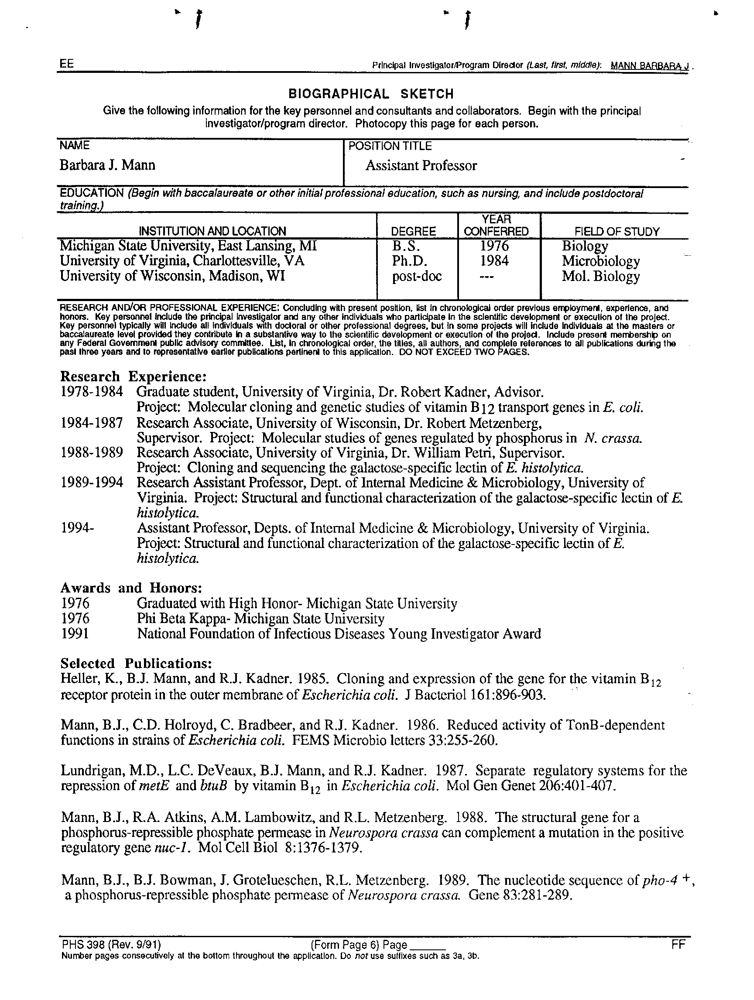 EE
Principal Investigator/Program Director (Last, first, middle): MANN BARBARA J.
BIOGRAPHICAL SKETCH
Give the following information for the key personnel and consultants and collaborators. Begin with the principal
investigator/program director. Photocopy this page for each person.
NAME
POSITION TITLE
Barbara J. Mann
Assistant Professor
EDUCATION (Begin with baccalaureate or other initial professional education, such as nursing, and include postdoctoral
training.)
INSTITUTION AND LOCATION DEGREE YEAR CONFERRED FIELD OF STUDY
Michigan State University, East Lansing, MI B.S. 1976 Biology
University of Virginia, Charlottesville, VA Ph.D. 1984 Microbiology
University of Wisconsin, Madison, WI post-doc --- Mol. Biology
RESEARCH AND/OR PROFESSIONAL EXPERIENCE: Concluding with present position, list in chronological order previous employment, experience, and
honors. Key personnel include the principal investigator and any other individuals who participate in the scientific development or execution of the project.
Key personnel typically will include all individuals with doctoral or other professional degrees, but in some projects will include individuals at the masters or
baccalaureate level provided they contribute in a substantive way to the scientific development or execution of the project. Include present membership on
any Federal Government public advisory committee. List, in chronological order, the titles, all authors, and complete references to all publications during the
past three years and to representative earlier publications pertinent to this application. DO NOT EXCEED TWO PAGES.
Research Experience:
1978-1984 Graduate student, University of Virginia, Dr. Robert Kadner, Advisor.
Project: Molecular cloning and genetic studies of vitamin B12 transport genes in E. coli.
1984-1987 Research Associate, University of Wisconsin, Dr. Robert Metzenberg,
Supervisor. Project: Molecular studies of genes regulated by phosphorus in N. crassa.
1988-1989 Research Associate, University of Virginia, Dr. William Petri, Supervisor.
Project: Cloning and sequencing the galactose-specific lectin of E. histolytica.
1989-1994 Research Assistant Professor, Dept. of Internal Medicine & Microbiology, University of
Virginia. Project: Structural and functional characterization of the galactose-specific lectin of E.
histolytica.
1994- Assistant Professor, Depts. of Internal Medicine & Microbiology, University of Virginia.
Project: Structural and functional characterization of the galactose-specific lectin of E.
histolytica.
Awards and Honors:
1976 Graduated with High Honor- Michigan State University
1976 Phi Beta Kappa- Michigan State University
1991 National Foundation of Infectious Diseases Young Investigator Award
Selected Publications:
Heller, K., B.J. Mann, and R.J. Kadner. 1985. Cloning and expression of the gene for the vitamin B12
receptor protein in the outer membrane of Escherichia coli. J Bacteriol 161:896-903.
Mann, B.J., C.D. Holroyd, C. Bradbeer, and R.J. Kadner. 1986. Reduced activity of TonB-dependent
functions in strains of Escherichia coli. FEMS Microbio letters 33:255-260.
Lundrigan, M.D., L.C. DeVeaux, B.J. Mann, and R.J. Kadner. 1987. Separate regulatory systems for the
repression of metE and btuB by vitamin B12 in Escherichia coli. Mol Gen Genet 206:401-407.
Mann, B.J., R.A. Atkins, A.M. Lambowitz, and R.L. Metzenberg. 1988. The structural gene for a
phosphorus-repressible phosphate permease in Neurospora crassa can complement a mutation in the positive
regulatory gene nuc-1. Mol Cell Biol 8:1376-1379.
Mann, B.J., B.J. Bowman, J. Grotelueschen, R.L. Metzenberg. 1989. The nucleotide sequence of pho-4 +,
a phosphorus-repressible phosphate permease of Neurospora crassa. Gene 83:281-289.
PHS 398 (Rev. 9/91) (Form Page 6) Page ______ FF
Number pages consecutively at the bottom throughout the application. Do not use suffixes such as 3a, 3b.